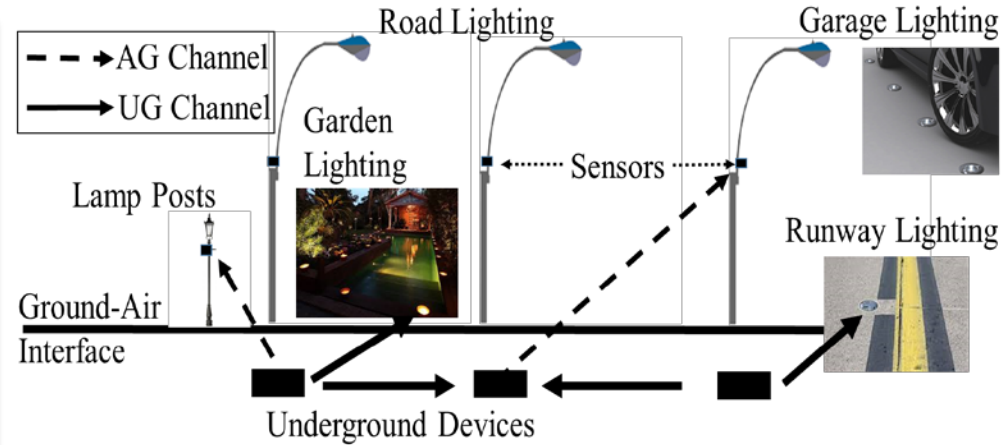 Road Lighting
Garage Lighting
AG Channel
UG Channel
Garden
Lighting
Sensors
Lamp Posts
Runway Lighting
Ground-Air
Interface
Underground Devices